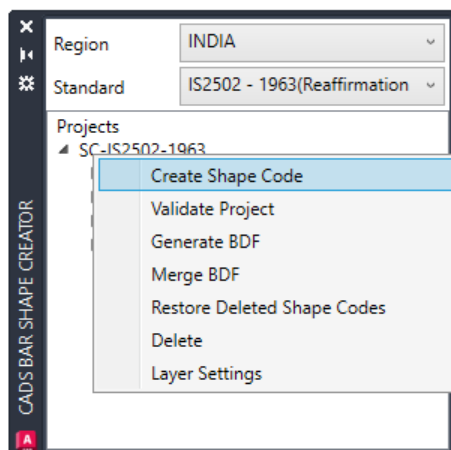 Region INDIA
Standard IS2502 - 1963(Reaffirmation
Projects
SC-IS2502-1963
Create Shape Code
Validate Project
Generate BDF
Merge BDF
Restore Deleted Shape Codes
Delete
Layer Settings
CADS BAR SHAPE CREATOR
A